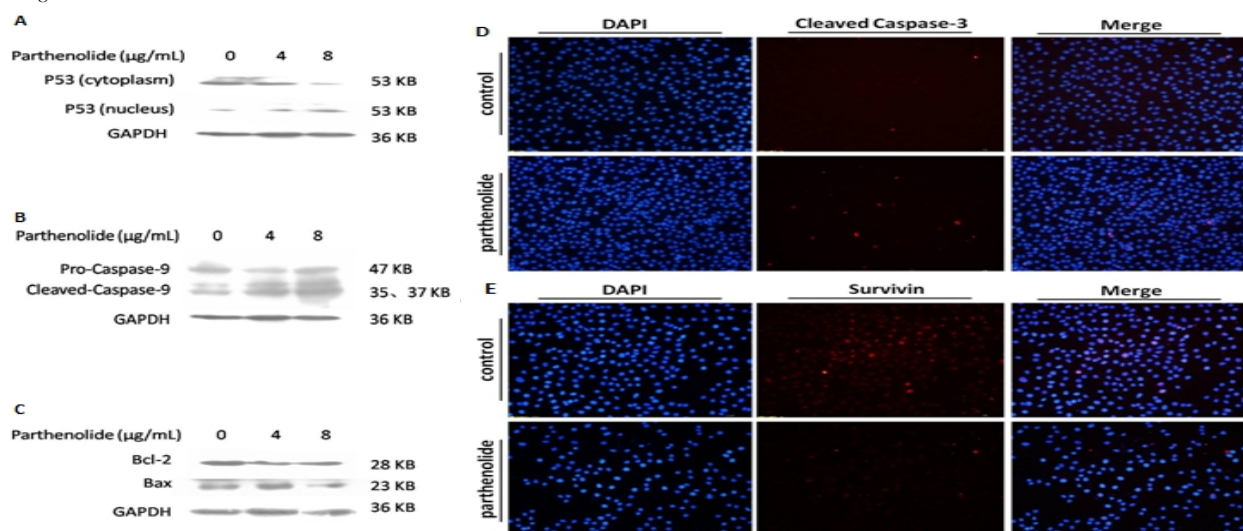 A
Parthenolide (µg/mL) 0 4 8
P53 (cytoplasm) 53 KB
P53 (nucleus) 53 KB
GAPDH 36 KB
B
Parthenolide (µg/mL) 0 4 8
Pro-Caspase-9 47 KB
Cleaved-Caspase-9 35、37 KB
GAPDH 36 KB
C
Parthenolide (µg/mL) 0 4 8
Bcl-2 28 KB
Bax 23 KB
GAPDH 36 KB
D
DAPI Cleaved Caspase-3 Merge
control
parthenolide
E
DAPI Survivin Merge
control
parthenolide